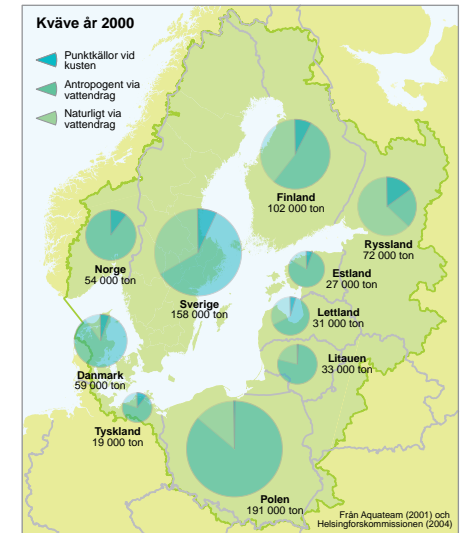 Kväve år 2000
Punktkällor vid
kusten
Antropogent via
vattendrag
Naturligt via
vattendrag
Finland
102 000 ton
Ryssland
72 000 ton
Norge
54 000 ton
Estland
27 000 ton
Sverige
158 000 ton
Lettland
31 000 ton
Litauen
33 000 ton
Danmark
59 000 ton
Tyskland
19 000 ton
Polen
191 000 ton
Från Aquateam (2001) och
Helsingforskommissionen (2004)